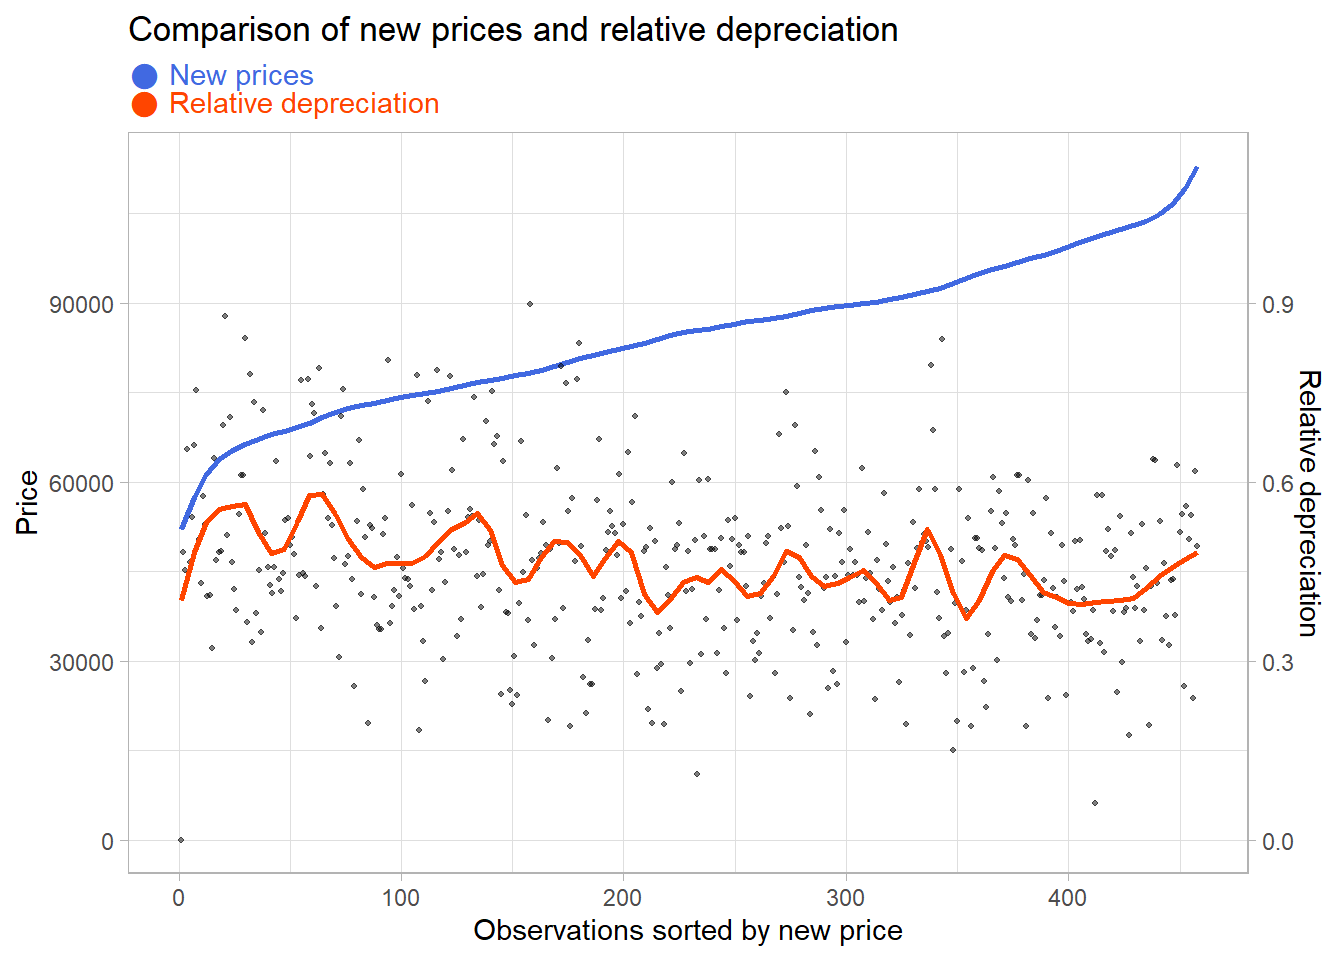 Comparison of new prices and relative depreciation
New prices
Relative depreciation
90000
60000
30000
0
Price
0.9
0.6
0.3
0.0
Relative depreciation
0 100 200 300 400
Observations sorted by new price